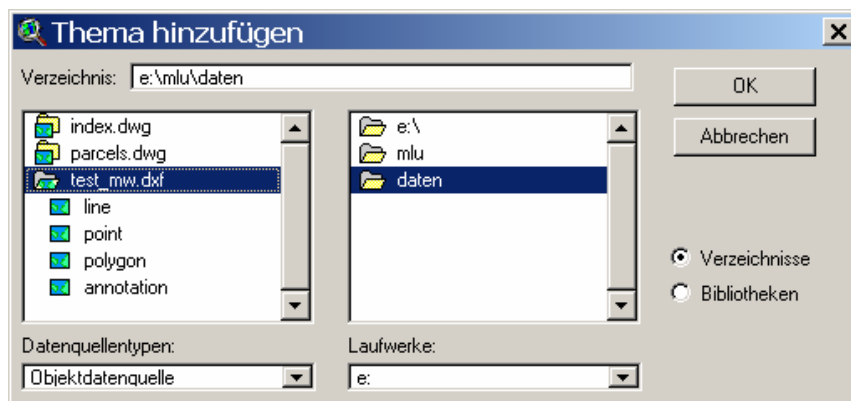 Thema hinzufügen
Verzeichnis: e:\mlu\daten
OK
Abbrechen
index.dwg
parcels.dwg
test_mw.dxf
line
point
polygon
annotation
e:\
mlu
daten
Verzeichnisse
Bibliotheken
Datenquellentypen:
Objektdatenquelle
Laufwerke:
e: